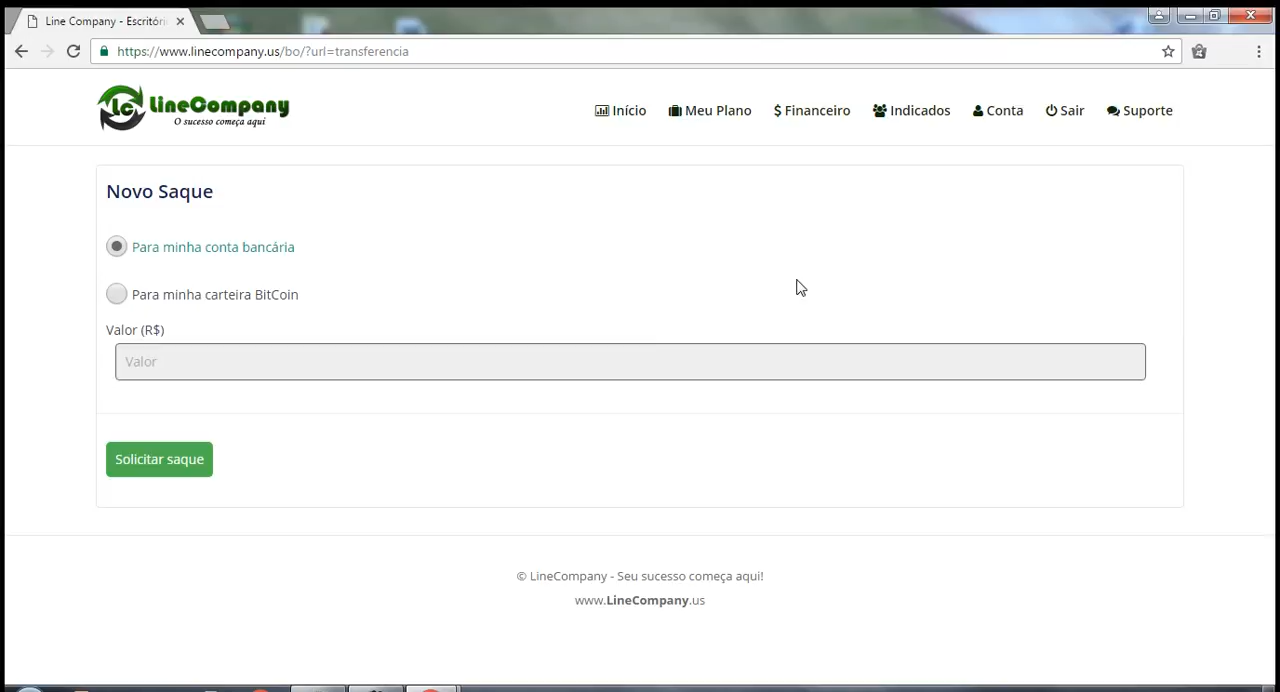 Line Company - Escritóri
https://www.linecompany.us/bo/?url=transferencia
Lc LineCompany
O sucesso começa aqui
Início Meu Plano $ Financeiro Indicados Conta Sair Suporte
Novo Saque
Para minha conta bancária
Para minha carteira BitCoin
Valor (R$)
Valor
Solicitar saque
© LineCompany - Seu sucesso começa aqui!
www.LineCompany.us